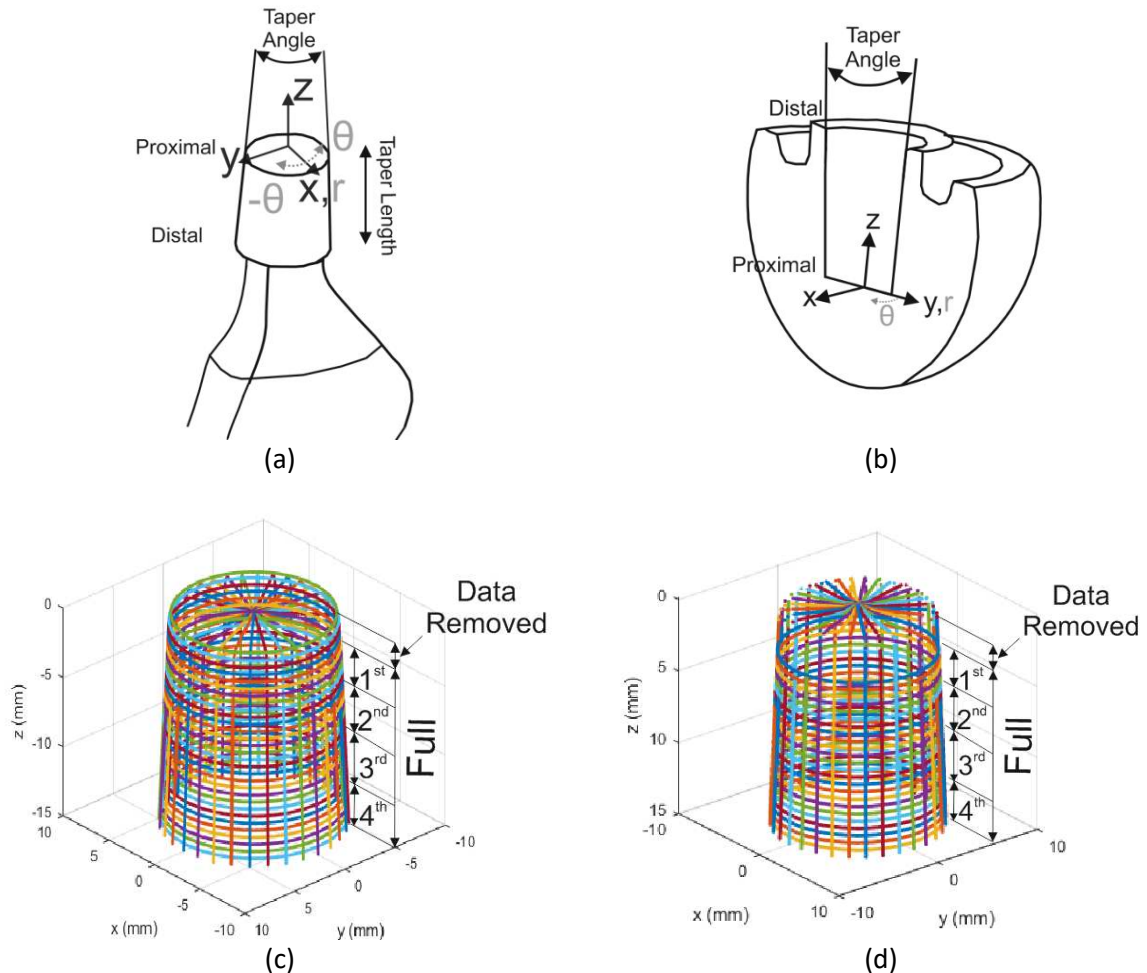 Taper
Angle
z
θ
Proximal
y
x,r
-θ
Distal
Taper Length
(a)
Taper
Angle
Distal
z
Proximal
x
θ
y,r
(b)
Data
Removed
1st
2nd
3rd
4th
Full
0
-5
-10
-15
z (mm)
10
5
0
-5
-10
x (mm)
10
5
0
-5
-10
y (mm)
(c)
Data
Removed
1st
2nd
3rd
4th
Full
0
5
10
15
z (mm)
-10
0
10
x (mm)
-10
0
10
y (mm)
(d)